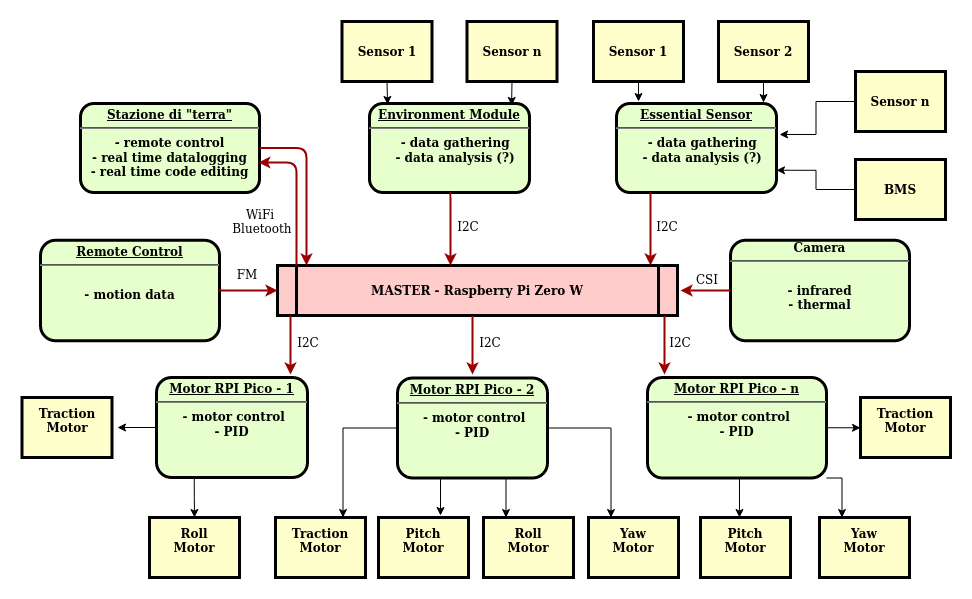 Sensor 1
Sensor n
Sensor 1
Sensor 2
Sensor n
BMS
Stazione di "terra"
- remote control
- real time datalogging
- real time code editing
Environment Module
- data gathering
- data analysis (?)
Essential Sensor
- data gathering
- data analysis (?)
WiFi
Bluetooth
I2C
I2C
Remote Control
- motion data
FM
MASTER - Raspberry Pi Zero W
CSI
Camera
- infrared
- thermal
I2C
I2C
I2C
Motor RPI Pico - 1
- motor control
- PID
Motor RPI Pico - 2
- motor control
- PID
Motor RPI Pico - n
- motor control
- PID
Traction
Motor
Traction
Motor
Roll
Motor
Traction
Motor
Pitch
Motor
Roll
Motor
Yaw
Motor
Pitch
Motor
Yaw
Motor